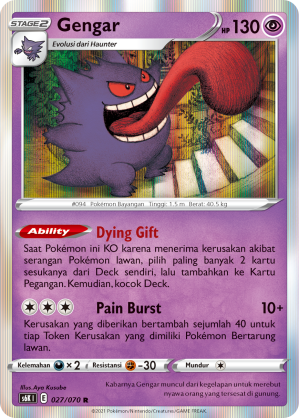 STAGE2
Gengar
HP 130
Evolusi dari Haunter
#094 Pokémon Bayangan Tinggi: 1.5 m Berat: 40.5 kg
Ability Dying Gift
Saat Pokémon ini KO karena menerima kerusakan akibat
serangan Pokémon lawan, pilih paling banyak 2 kartu
sesukanya dari Deck sendiri, lalu tambahkan ke Kartu
Pegangan. Kemudian, kocok Deck.
Pain Burst 10+
Kerusakan yang diberikan bertambah sejumlah 40 untuk
tiap Token Kerusakan yang dimiliki Pokémon Bertarung
lawan.
Kelemahan ×2 Resistansi -30 Mundur
Illus. Aya Kusube
s6K I E 027/070 R
Kabarnya Gengar muncul dari kegelapan untuk merebut
nyawa orang yang tersesat di gunung.
©2021 Pokémon/Nintendo/Creatures/GAME FREAK.